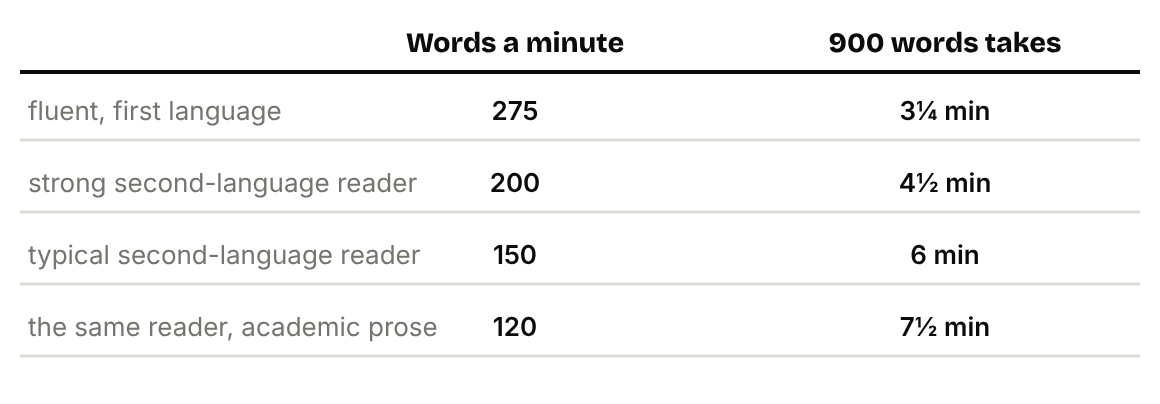 Words a minute 900 words takes
fluent, first language 275 3¼ min
strong second-language reader 200 4½ min
typical second-language reader 150 6 min
the same reader, academic prose 120 7½ min